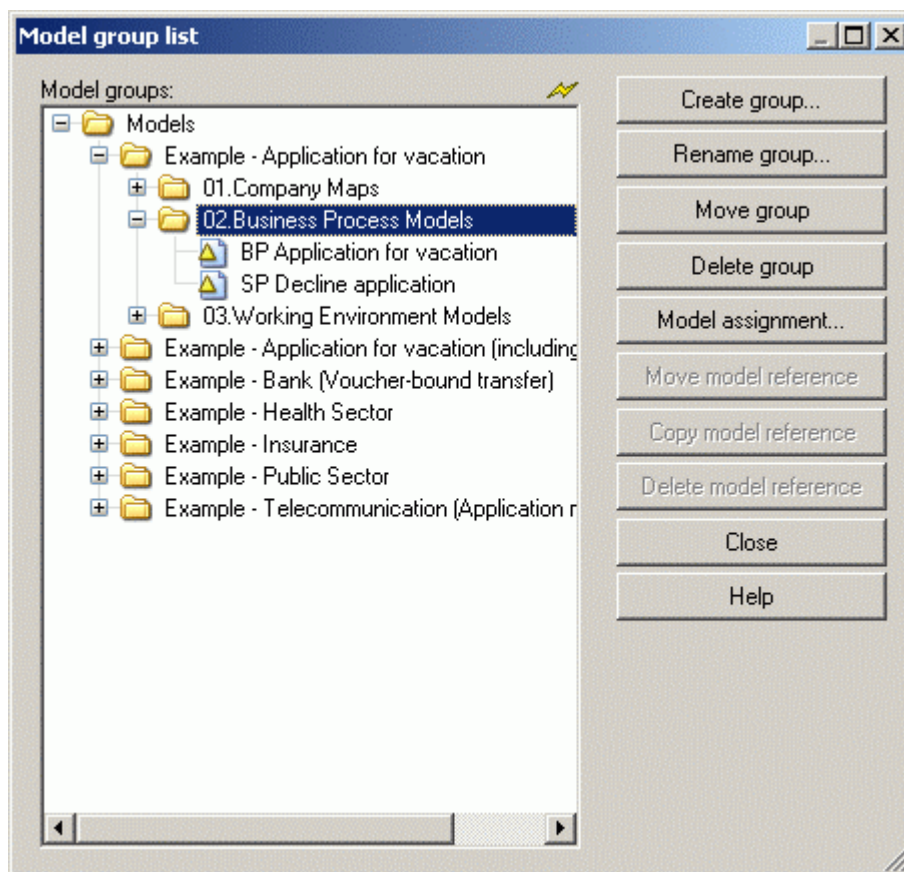 Model group list
Model groups:
Models
Example - Application for vacation
01.Company Maps
02.Business Process Models
BP Application for vacation
SP Decline application
03.Working Environment Models
Example - Application for vacation (including
Example - Bank (Voucher-bound transfer)
Example - Health Sector
Example - Insurance
Example - Public Sector
Example - Telecommunication (Application r
Create group...
Rename group...
Move group
Delete group
Model assignment...
Move model reference
Copy model reference
Delete model reference
Close
Help